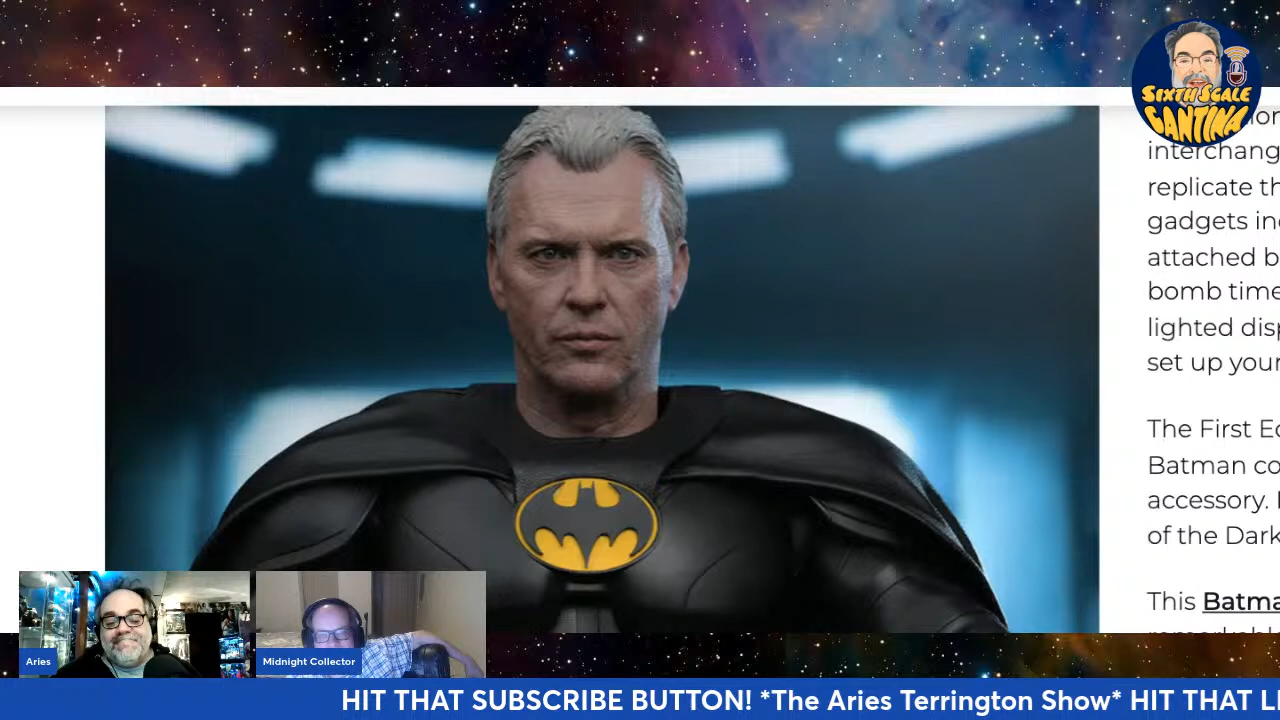 SIXTH SCALE
CANTINA
interchang
replicate th
gadgets in
attached b
bomb time
lighted disp
set up your
The First Ed
Batman co
accessory.
of the Dark
This Batma
Aries
Midnight Collector
HIT THAT SUBSCRIBE BUTTON! *The Aries Terrington Show* HIT THAT LI